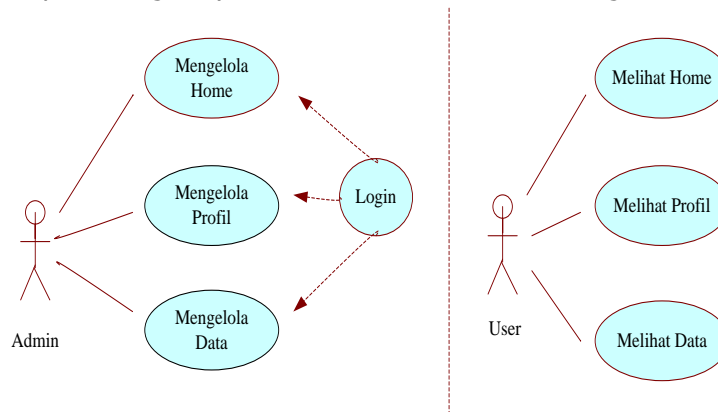 Mengelola
Home
Mengelola
Profil
Login
Mengelola
Data
Admin
Melihat Home
Melihat Profil
User
Melihat Data